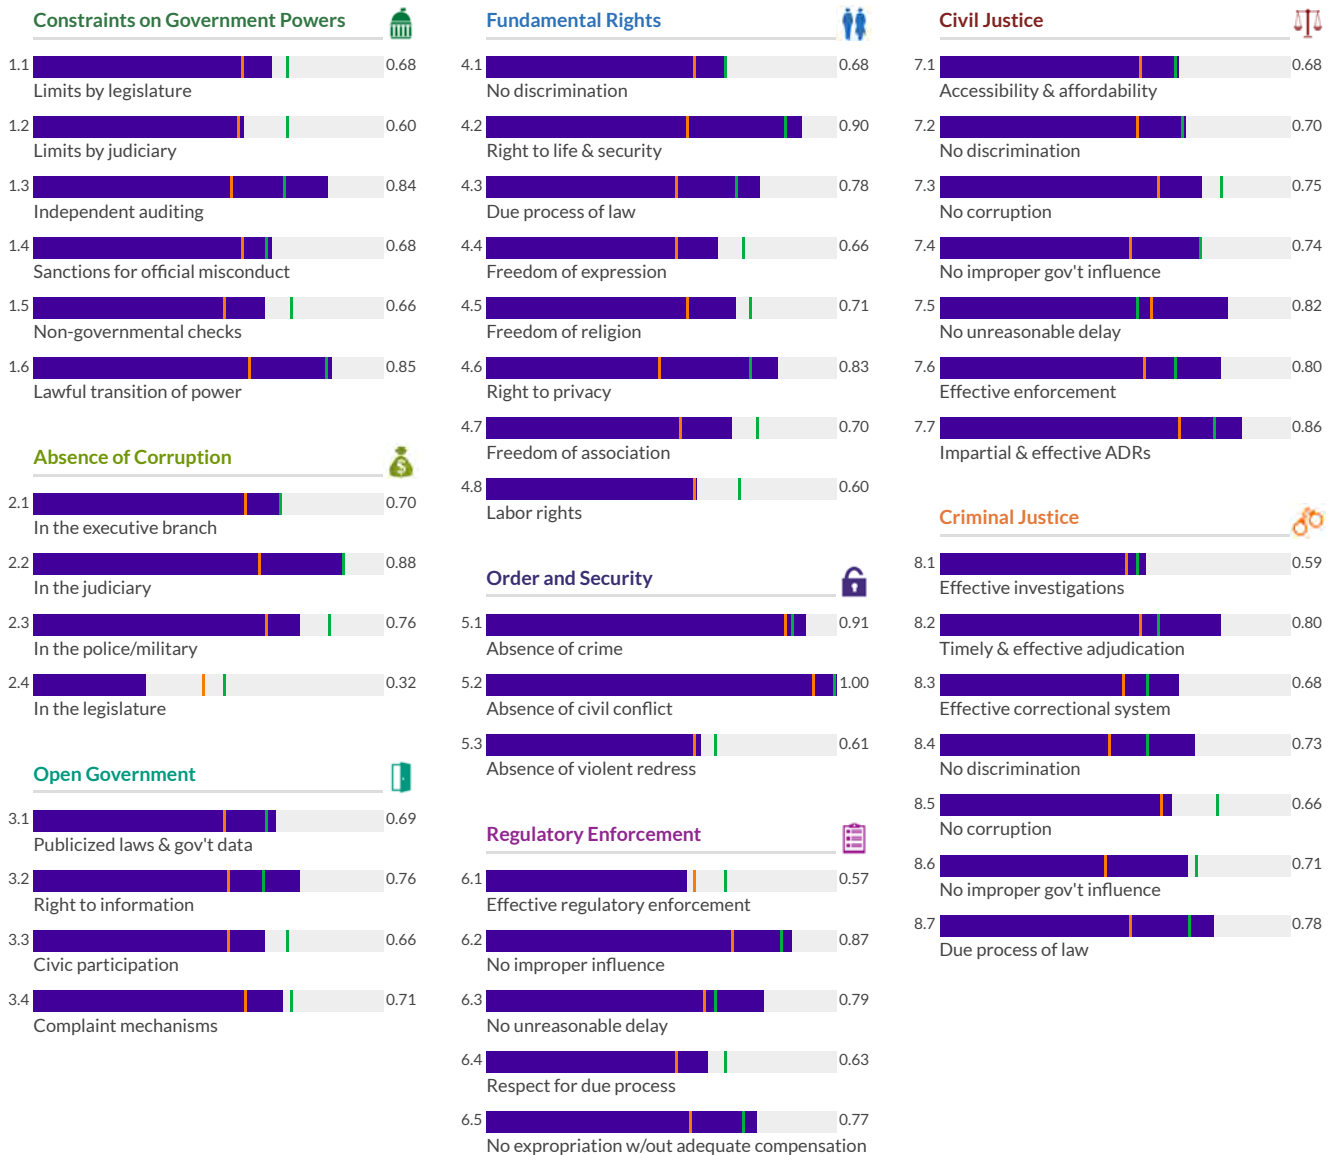 Constraints on Government Powers
1.1 0.68
Limits by legislature
1.2 0.60
Limits by judiciary
1.3 0.84
Independent auditing
1.4 0.68
Sanctions for official misconduct
1.5 0.66
Non-governmental checks
1.6 0.85
Lawful transition of power
Absence of Corruption
2.1 0.70
In the executive branch
2.2 0.88
In the judiciary
2.3 0.76
In the police/military
2.4 0.32
In the legislature
Open Government
3.1 0.69
Publicized laws & gov't data
3.2 0.76
Right to information
3.3 0.66
Civic participation
3.4 0.71
Complaint mechanisms
Fundamental Rights
4.1 0.68
No discrimination
4.2 0.90
Right to life & security
4.3 0.78
Due process of law
4.4 0.66
Freedom of expression
4.5 0.71
Freedom of religion
4.6 0.83
Right to privacy
4.7 0.70
Freedom of association
4.8 0.60
Labor rights
Order and Security
5.1 0.91
Absence of crime
5.2 1.00
Absence of civil conflict
5.3 0.61
Absence of violent redress
Regulatory Enforcement
6.1 0.57
Effective regulatory enforcement
6.2 0.87
No improper influence
6.3 0.79
No unreasonable delay
6.4 0.63
Respect for due process
6.5 0.77
No expropriation w/out adequate compensation
Civil Justice
7.1 0.68
Accessibility & affordability
7.2 0.70
No discrimination
7.3 0.75
No corruption
7.4 0.74
No improper gov't influence
7.5 0.82
No unreasonable delay
7.6 0.80
Effective enforcement
7.7 0.86
Impartial & effective ADRs
Criminal Justice
8.1 0.59
Effective investigations
8.2 0.80
Timely & effective adjudication
8.3 0.68
Effective correctional system
8.4 0.73
No discrimination
8.5 0.66
No corruption
8.6 0.71
No improper gov't influence
8.7 0.78
Due process of law